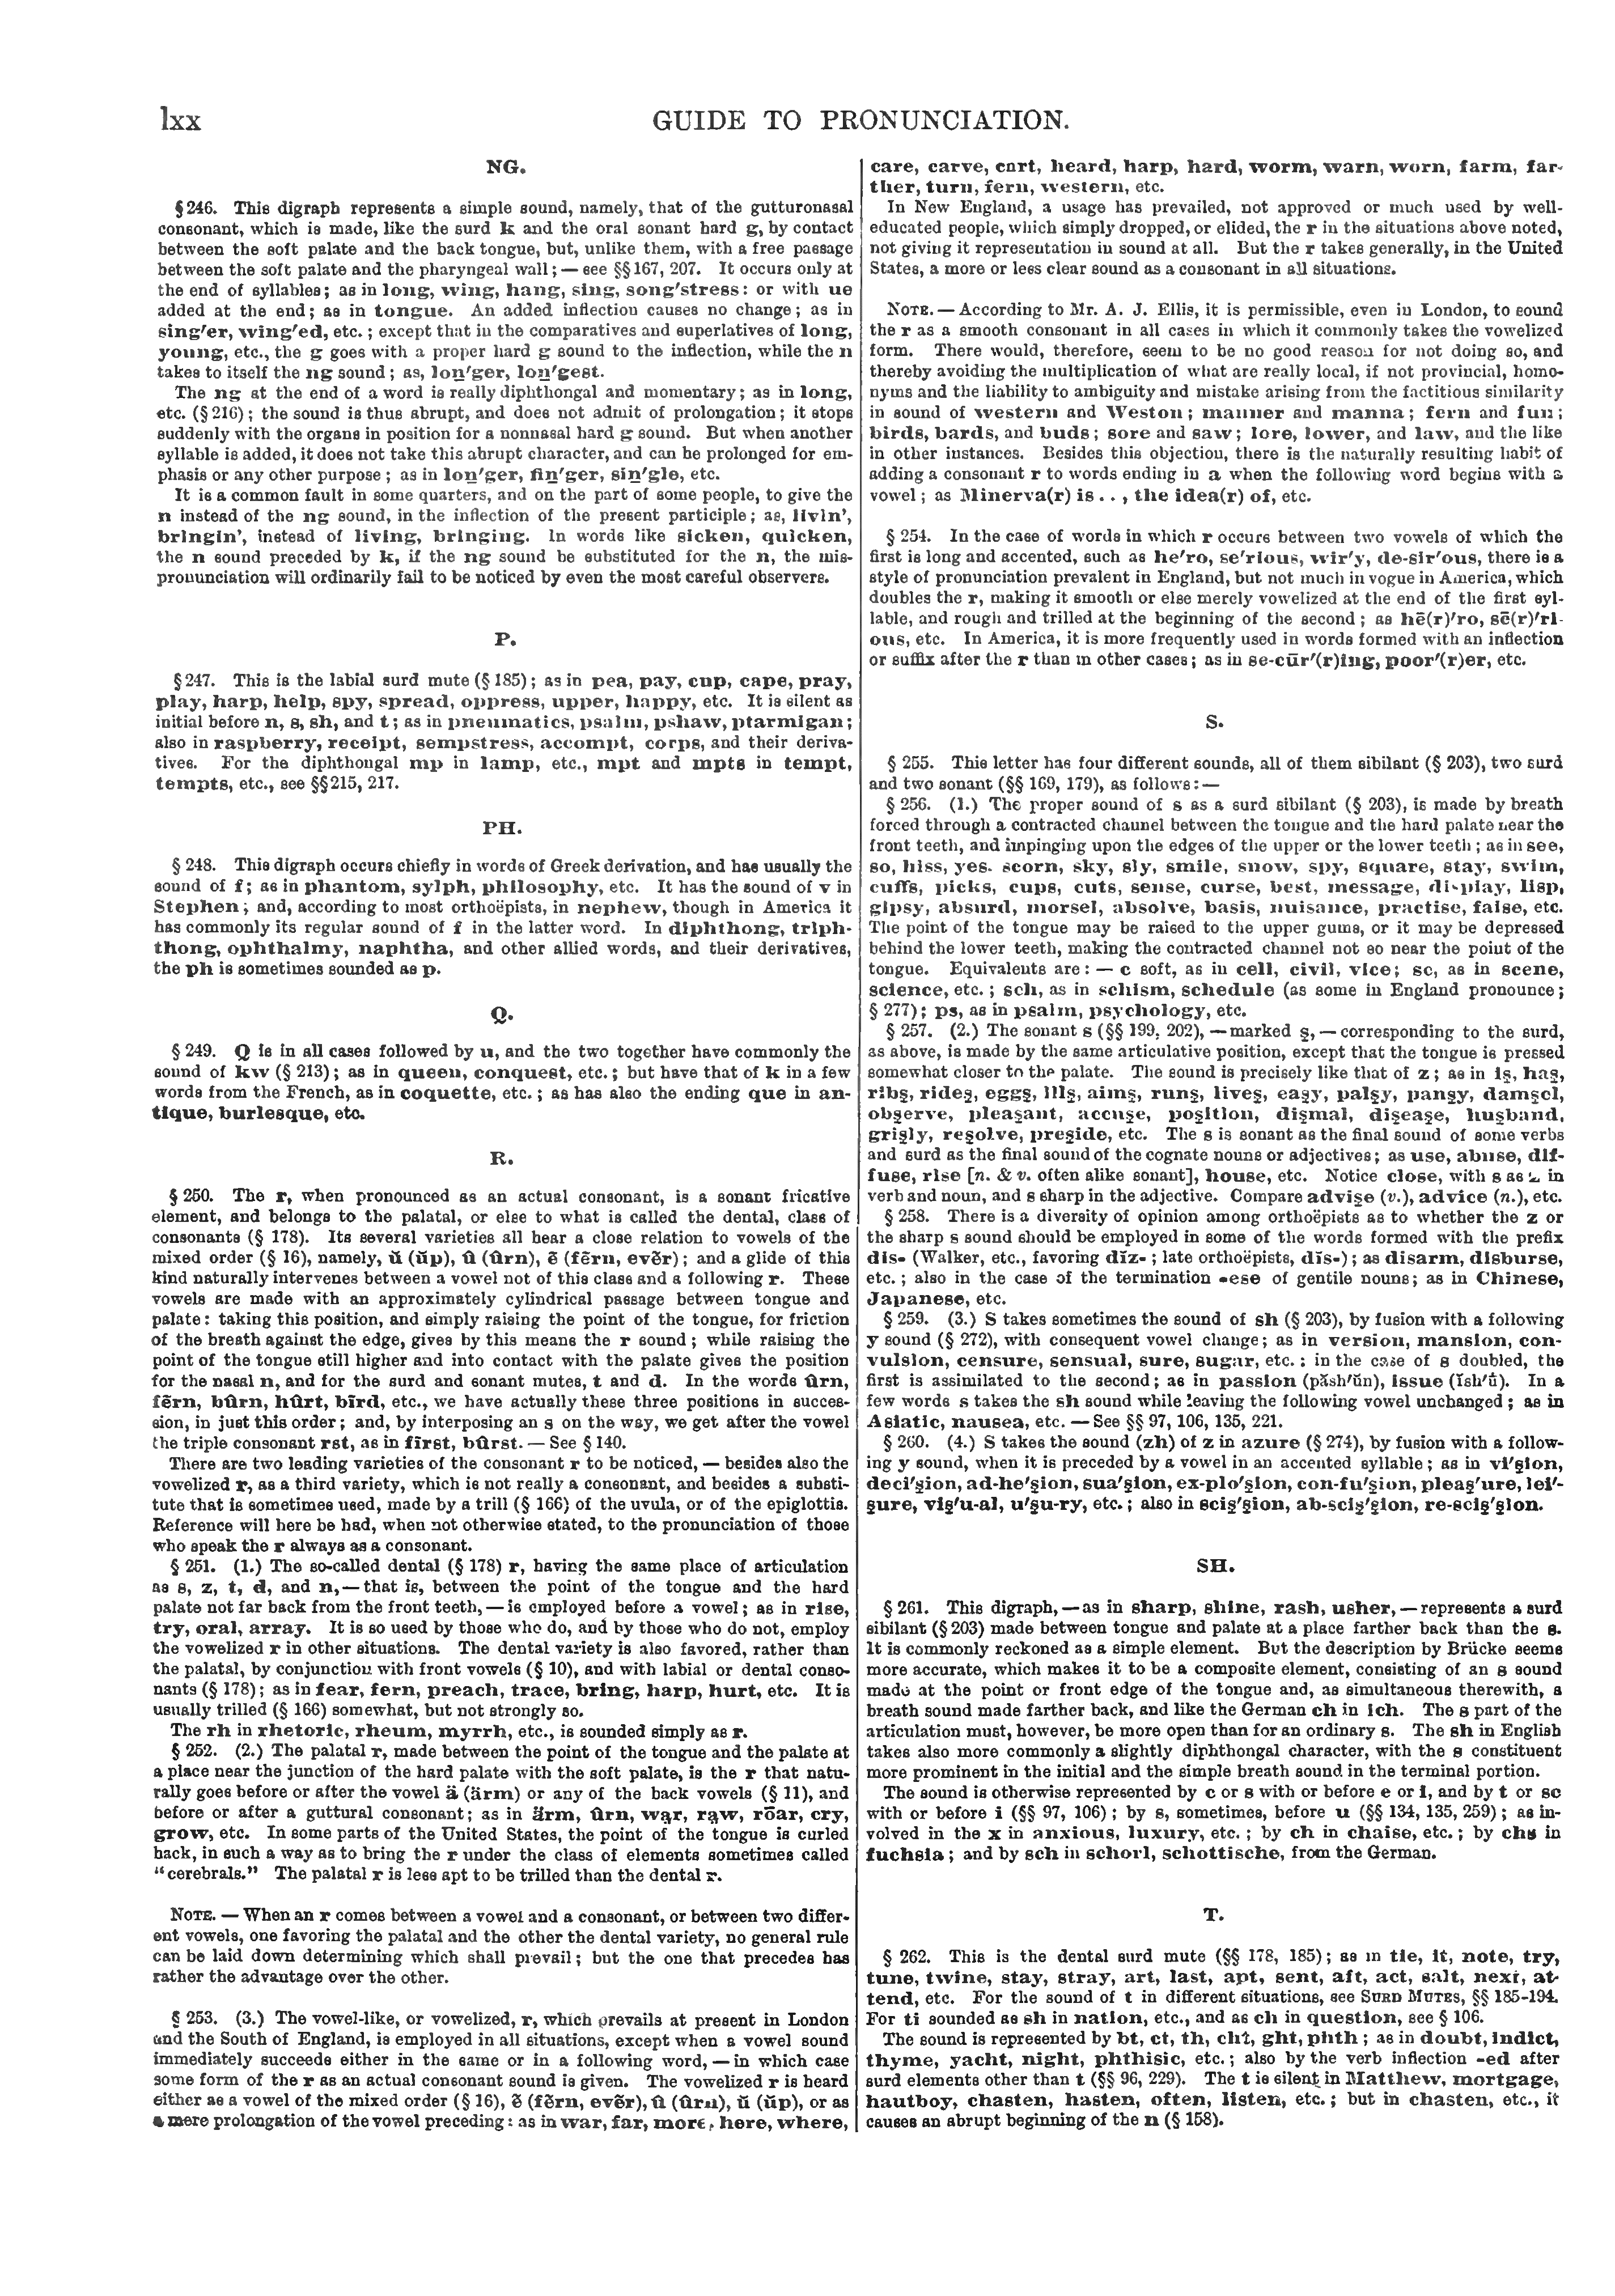 lxx
GUIDE TO PRONUNCIATION.
NG.
§ 246. This digraph represents a simple sound, namely, that of the gutturonasal
consonant, which is made, like the surd k and the oral sonant hard g, by contact
between the soft palate and the back tongue, but, unlike them, with a free passage
between the soft palate and the pharyngeal wall; — see §§ 167, 207. It occurs only at
the end of syllables; as in long, wing, hang, sing, song′stress: or with ue
added at the end; as in tongue. An added inflection causes no change; as in
sing′er, wing′ed, etc.; except that in the comparatives and superlatives of long,
young, etc., the g goes with a proper hard g sound to the inflection, while the n
takes to itself the ng sound; as, loṉ′ger, loṉ′gest.
The ng at the end of a word is really diphthongal and momentary; as in long,
etc. (§ 216); the sound is thus abrupt, and does not admit of prolongation; it stops
suddenly with the organs in position for a nonnasal hard g sound. But when another
syllable is added, it does not take this abrupt character, and can be prolonged for em-
phasis or any other purpose; as in loṉ′ger, fiṉ′ger, siṉ′gle, etc.
It is a common fault in some quarters, and on the part of some people, to give the
n instead of the ng sound, in the inflection of the present participle; as, livin', 
bringin', instead of living, bringing. In words like sicken, quicken,
the n sound preceded by k, if the ng sound be substituted for the n, the mis-
pronunciation will ordinarily fail to be noticed by even the most careful observers.
P.
§ 247. This is the labial surd mute (§ 185); as in pea, pay, cup, cape, pray,
play, harp, help, spy, spread, oppress, upper, happy, etc. It is silent as
initial before n, s, sh, and t; as in pneumatics, psalm, pshaw, ptarmigan;
also in raspberry, receipt, sempstress, accompt, corps, and their deriva-
tives. For the diphthongal mp in lamp, etc., mpt and mpts in tempt,
tempts, etc., see §§ 215, 217.
PH.
§ 248. This digraph occurs chiefly in words of Greek derivation, and has usually the
sound of f; as in phantom, sylph, philosophy, etc. It has the sound of v in
Stephen; and, according to most orthoëpists, in nephew, though in America it
has commonly its regular sound of f in the latter word. In diphthong, triph-
thong, ophthalmy, naphtha, and other allied words, and their derivatives,
the ph is sometimes sounded as p.
Q.
§ 249. Q is in all cases followed by u, and the two together have commonly the
sound of kw (§ 213); as in queen, conquest, etc.; but have that of k in a few
words from the French, as in coquette, etc.; as has also the ending que in an-
tique, burlesque, etc.
R.
§ 250. The r, when pronounced as an actual consonant, is a sonant fricative
element, and belongs to the palatal, or else to what is called the dental, class of
consonants (§ 178). Its several varieties all bear a close relation to vowels of the
mixed order (§ 16), namely, ŭ (ŭp), û (ûrn), ẽ (fẽrn, evẽr); and a glide of this
kind naturally intervenes between a vowel not of this class and a following r. These
vowels are made with an approximately cylindrical passage between tongue and
palate: taking this position, and simply raising the point of the tongue, for friction
of the breath against the edge, gives by this means the r sound; while raising the
point of the tongue still higher and into contact with the palate gives the position
for the nasal n, and for the surd and sonant mutes, t and d. In the words ûrn,
fẽrn, bûrn, hûrt, bĩrd, etc., we have actually these three positions in succes-
sion, in just this order; and, by interposing an s on the way, we get after the vowel
the triple consonant rst, as in fĩrst, bûrst. — See § 140.
There are two leading varieties of the consonant r to be noticed, — besides also the
vowelized r, as a third variety, which is not really a consonant, and besides a substi-
tute that is sometimes used, made by a trill (§ 166) of the uvula, or of the epiglottis.
Reference will here be had, when not otherwise stated, to the pronunciation of those
who speak the r always as a consonant.
§ 251. (1.) The so-called dental (§ 178) r, having the same place of articulation
as s, z, t, d, and n, — that is, between the point of the tongue and the hard
palate not far back from the front teeth, — is employed before a vowel; as in rise,
try, oral, array. It is so used by those who do, and by those who do not, employ
the vowelized r in other situations. The dental variety is also favored, rather than
the palatal, by conjunction with front vowels (§ 10), and with labial or dental conso-
nants (§ 178); as in fear, fern, preach, trace, bring, harp, hurt, etc. It is
usually trilled (§ 166) somewhat, but not strongly so.
The rh in rhetoric, rheum, myrrh, etc., is sounded simply as r.
§ 252. (2.) The palatal r, made between the point of the tongue and the palate at
a place near the junction of the hard palate with the soft palate, is the r that natu-
rally goes before or after the vowel ä (ärm) or any of the back vowels (§ 11), and
before or after a guttural consonant; as in ärm, ûrn, wạr, rạw, rōar, cry,
grow, etc. In some parts of the United States, the point of the tongue is curled
back, in such a way as to bring the r under the class of elements sometimes called
"cerebrals." The palatal r is less apt to be trilled than the dental r.
NOTE. — When an r comes between a vowel and a consonant, or between two differ-
ent vowels, one favoring the palatal and the other the dental variety, no general rule
can be laid down determining which shall prevail; but the one that precedes has
rather the advantage over the other.
§ 253. (3.) The vowel-like, or vowelized, r, which prevails at present in London
and the South of England, is employed in all situations, except when a vowel sound
immediately succeeds either in the same or in a following word, — in which case
some form of the r as an actual consonant sound is given. The vowelized r is heard
either as a vowel of the mixed order (§ 16), ẽ (fẽrn, evẽr), û (ûrn), ŭ (ŭp), or as
a mere prolongation of the vowel preceding: as in war, far, more, here, where,
care, carve, cart, heard, harp, hard, worm, warn, worn, farm, far-
ther, turn, fern, western, etc.
In New England, a usage has prevailed, not approved or much used by well-
educated people, which simply dropped, or elided, the r in the situations above noted,
not giving it representation in sound at all. But the r takes generally, in the United
States, a more or less clear sound as a consonant in all situations.
NOTE. — According to Mr. A. J. Ellis, it is permissible, even in London, to sound
the r as a smooth consonant in all cases in which it commonly takes the vowelized
form. There would, therefore, seem to be no good reason for not doing so, and
thereby avoiding the multiplication of what are really local, if not provincial, homo-
nyms and the liability to ambiguity and mistake arising from the factitious similarity
in sound of western and Weston; manner and manna; fern and fun;
birds, bards, and buds; sore and saw; lore, lower, and law, and the like
in other instances. Besides this objection, there is the naturally resulting habit of
adding a consonant r to words ending in a when the following word begins with a
vowel; as Minerva(r) is . . , the idea(r) of, etc.
§ 254. In the case of words in which r occurs between two vowels of which the
first is long and accented, such as he′ro, se′rious, wir′y, de-sir′ous, there is a
style of pronunciation prevalent in England, but not much in vogue in America, which
doubles the r, making it smooth or else merely vowelized at the end of the first syl-
lable, and rough and trilled at the beginning of the second; as hē(r)′ro, sē(r)′ri-
ous, etc. In America, it is more frequently used in words formed with an inflection
or suffix after the r than in other cases; as in se-cūr′(r)ing, poor′(r)er, etc.
S.
§ 255. This letter has four different sounds, all of them sibilant (§ 203), two surd
and two sonant (§§ 169, 179), as follows: —
§ 256. (1.) The proper sound of s as a surd sibilant (§ 203), is made by breath
forced through a contracted channel between the tongue and the hard palate near the
front teeth, and impinging upon the edges of the upper or the lower teeth; as in see,
so, hiss, yes. scorn, sky, sly, smile, snow, spy, square, stay, swim,
cuffs, picks, cups, cuts, sense, curse, best, message, display, lisp,
gipsy, absurd, morsel, absolve, basis, nuisance, practise, false, etc.
The point of the tongue may be raised to the upper gums, or it may be depressed
behind the lower teeth, making the contracted channel not so near the point of the
tongue. Equivalents are: — c soft, as in cell, civil, vice; sc, as in scene,
science, etc.; sch, as in schism, schedule (as some in England pronounce;
§ 277); ps, as in psalm, psychology, etc.
§ 257. (2.) The sonant s (§§ 199, 202), — marked s̱, — corresponding to the surd,
as above, is made by the same articulative position, except that the tongue is pressed
somewhat closer to the palate. The sound is precisely like that of z; as in is̱, has̱,
ribs̱, rides̱, eggs̱, ills̱, aims̱, runs̱, lives̱, eas̱y, pals̱y, pans̱y, dams̱el,
obs̱erve, pleas̱ant, accus̱e, pos̱ition, dis̱mal, dis̱eas̱e, hus̱band,
gris̱ly, res̱olve, pres̱ide, etc. The s is sonant as the final sound of some verbs
and surd as the final sound of the cognate nouns or adjectives; as use, abuse, dif-
fuse, rise [n. & v. often alike sonant], house, etc. Notice close, with s as z in
verb and noun, and s sharp in the adjective. Compare advis̱e (v.), advice (n.), etc.
§ 258. There is a diversity of opinion among orthoëpists as to whether the z or
the sharp s sound should be employed in some of the words formed with the prefix
dis- (Walker, etc., favoring dĭz-; late orthoëpists, dĭs-); as disarm, disburse,
etc.; also in the case of the termination -ese of gentile nouns; as in Chinese,
Japanese, etc.
§ 259. (3.) S takes sometimes the sound of sh (§ 203), by fusion with a following
y sound (§ 272), with consequent vowel change; as in version, mansion, con-
vulsion, censure, sensual, sure, sugar, etc.: in the case of s doubled, the
first is assimilated to the second; as in passion (păsh′ŭn), issue (ĭsh′ů). In a
few words s takes the sh sound while leaving the following vowel unchanged; as in
Asiatic, nausea, etc. — See §§ 97, 106, 135, 221.
§ 260. (4.) S takes the sound (zh) of z in azure (§ 274), by fusion with a follow-
ing y sound, when it is preceded by a vowel in an accented syllable; as in vi′s̱ion,
deci′s̱ion, ad-he′s̱ion, sua′s̱ion, ex-plo′s̱ion, con-fu′s̱ion, pleas̱′ure, lei′-
s̱ure, vis̱′u-al, u′s̱u-ry, etc.; also in scis̱′s̱ion, ab-scis̱′s̱ion, re-scis̱′s̱ion.
SH.
§ 261. This digraph, — as in sharp, shine, rash, usher, — represents a surd
sibilant (§ 203) made between tongue and palate at a place farther back than the s.
It is commonly reckoned as a simple element. But the description by Brücke seems
more accurate, which makes it to be a composite element, consisting of an s sound
made at the point or front edge of the tongue and, as simultaneous therewith, a
breath sound made farther back, and like the German ch in ich. The s part of the
articulation must, however, be more open than for an ordinary s. The sh in English
takes also more commonly a slightly diphthongal character, with the s constituent
more prominent in the initial and the simple breath sound in the terminal portion.
The sound is otherwise represented by c or s with or before e or i, and by t or sc
with or before i (§§ 97, 106); by s, sometimes, before u (§§ 134, 135, 259); as in-
volved in the x in anxious, luxury, etc.; by ch in chaise, etc.; by chs in
fuchsia; and by sch in schorl, schottische, from the German.
T.
§ 262. This is the dental surd mute (§§ 178, 185); as in tie, it, note, try,
tune, twine, stay, stray, art, last, apt, sent, aft, act, salt, next, at-
tend, etc. For the sound of t in different situations, see SURD MUTES, §§ 185-194.
For ti sounded as sh in nation, etc., and as ch in question, see § 106.
The sound is represented by bt, ct, th, cht, ght, phth; as in doubt, indict,
thyme, yacht, night, phthisic, etc.; also by the verb inflection -ed after
surd elements other than t (§§ 96, 229). The t is silent in Matthew, mortgage,
hautboy, chasten, hasten, often, listen, etc.; but in chasten, etc., it
causes an abrupt beginning of the n (§ 158).